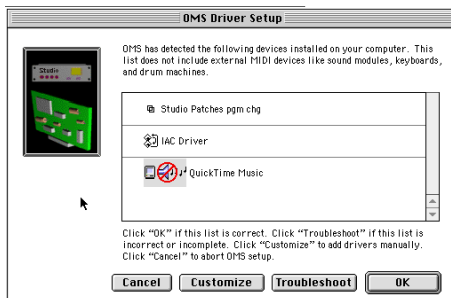 OMS Driver Setup
Studio
OMS has detected the following devices installed on your computer. This
list does not include external MIDI devices like sound modules, keyboards,
and drum machines.
Studio Patches pgm chg
IAC Driver
QuickTime Music
Click “OK” if this list is correct. Click “Troubleshoot” if this list is
incorrect or incomplete. Click “Customize” to add drivers manually.
Click “Cancel” to abort OMS setup.
Cancel Customize Troubleshoot OK